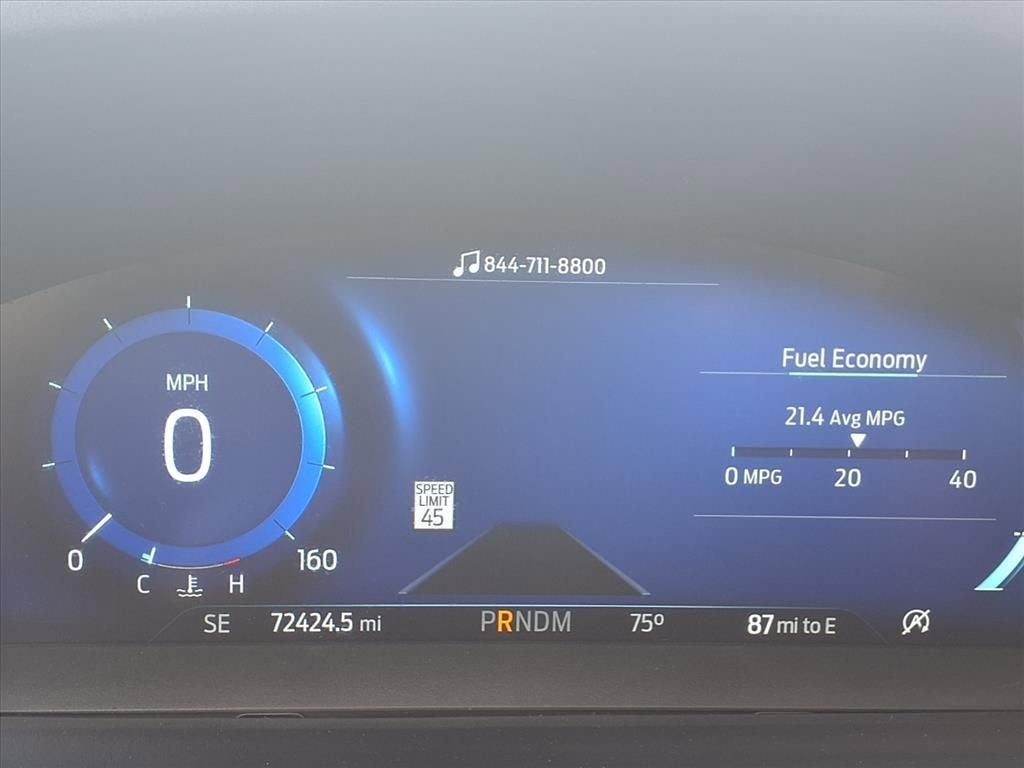 844-711-8800
Fuel Economy
21.4 Avg MPG
0 MPG 20 40
MPH
0
SPEED
LIMIT
45
0 160
C H
SE 72424.5 mi PRNDM 75º 87 mi to E